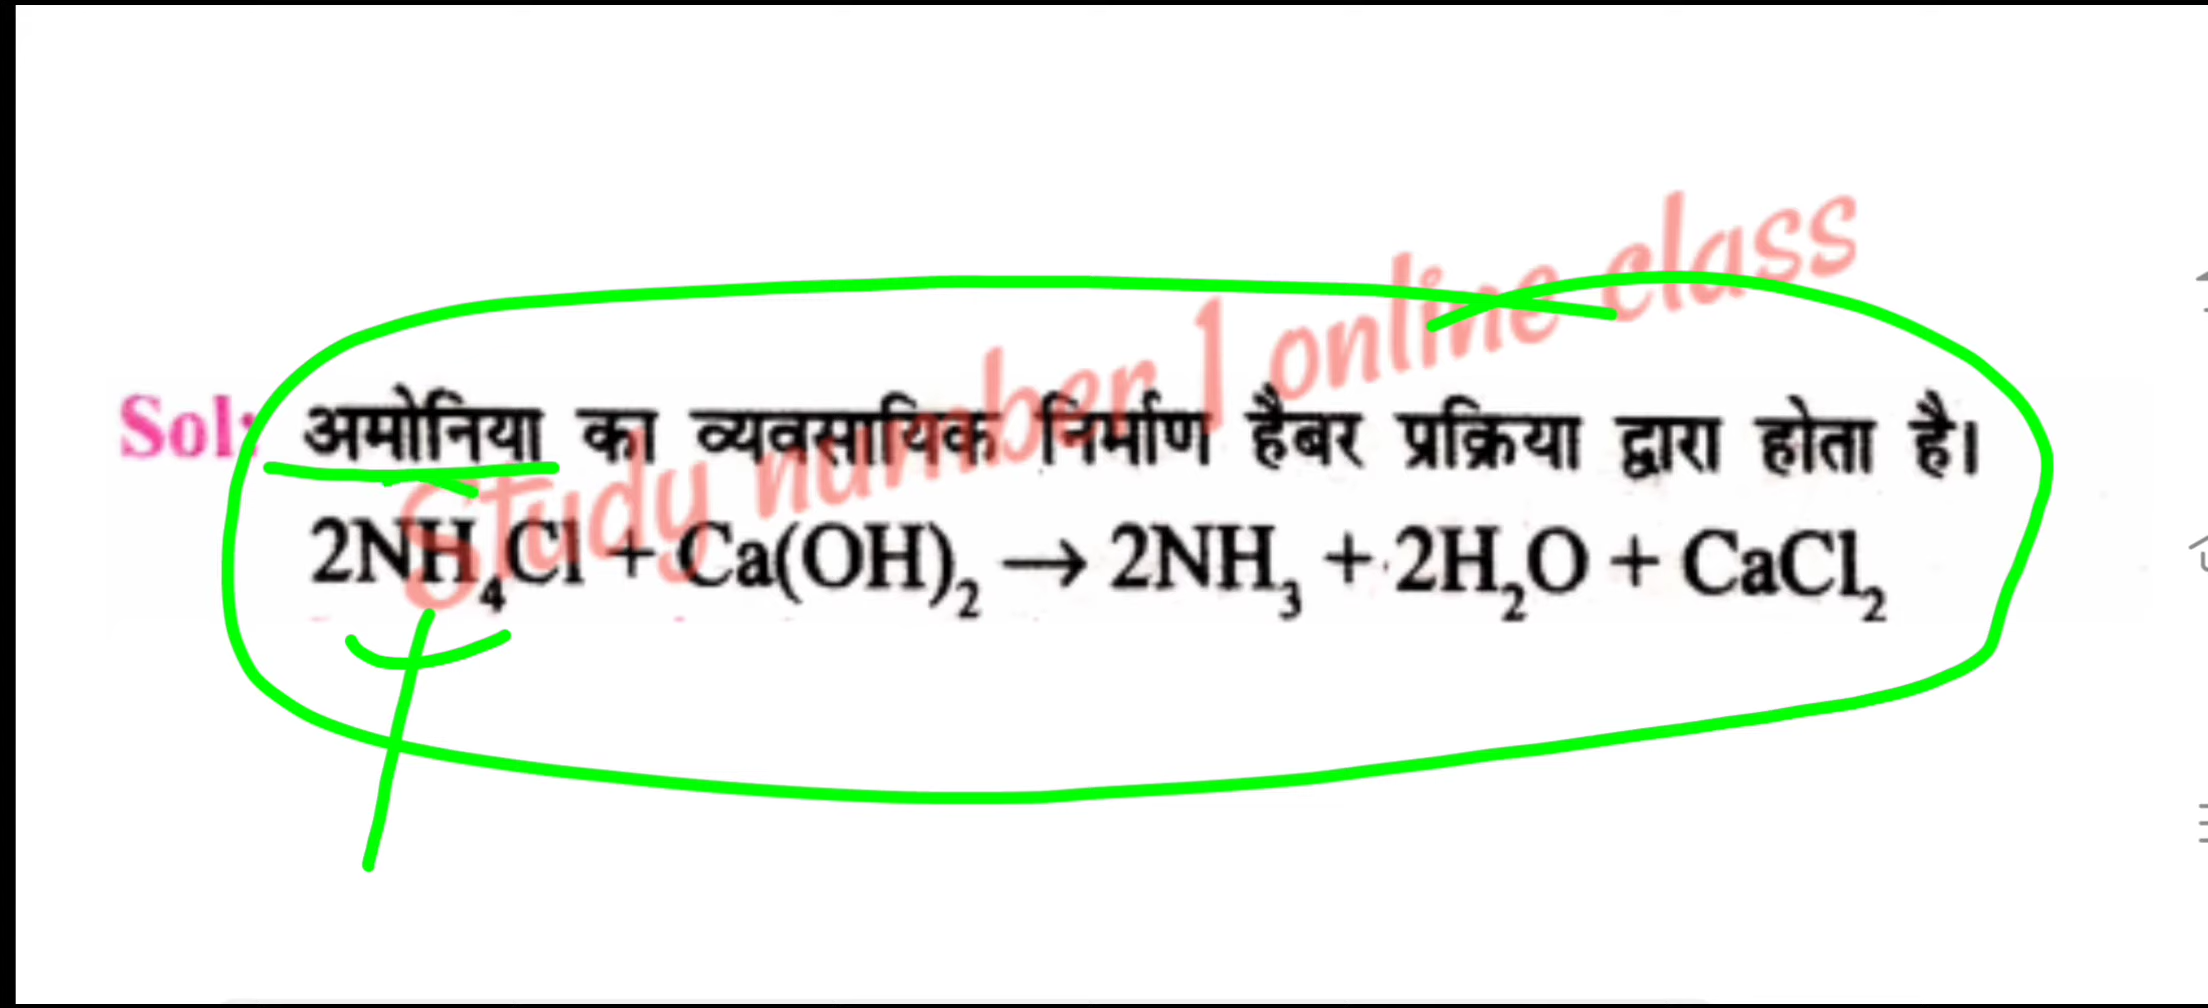 Study number 1 online class
Sol: अमोनिया का व्यवसायिक निर्माण हैबर प्रक्रिया द्वारा होता है।
2NH₄Cl + Ca(OH)₂ → 2NH₃ + 2H₂O + CaCl₂